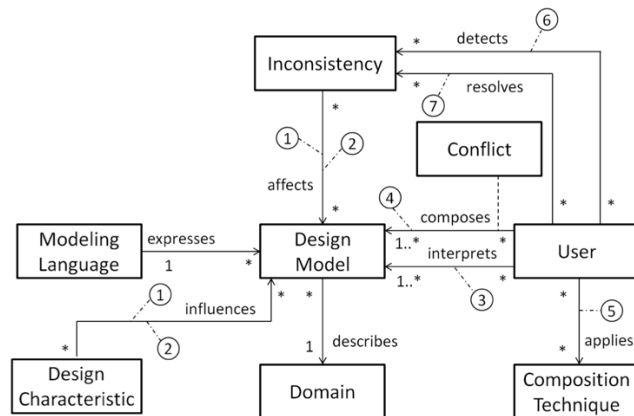 6
* detects
Inconsistency
* resolves
7
*
1
2
Conflict
affects
4
* *
*
composes
Modeling
Language
expresses
1 *
Design
Model
1..* *
interprets
1..* *
User
3
1
influences
* *
*
5
2
*
1 describes
* applies
Design
Characteristic
Domain
Composition
Technique